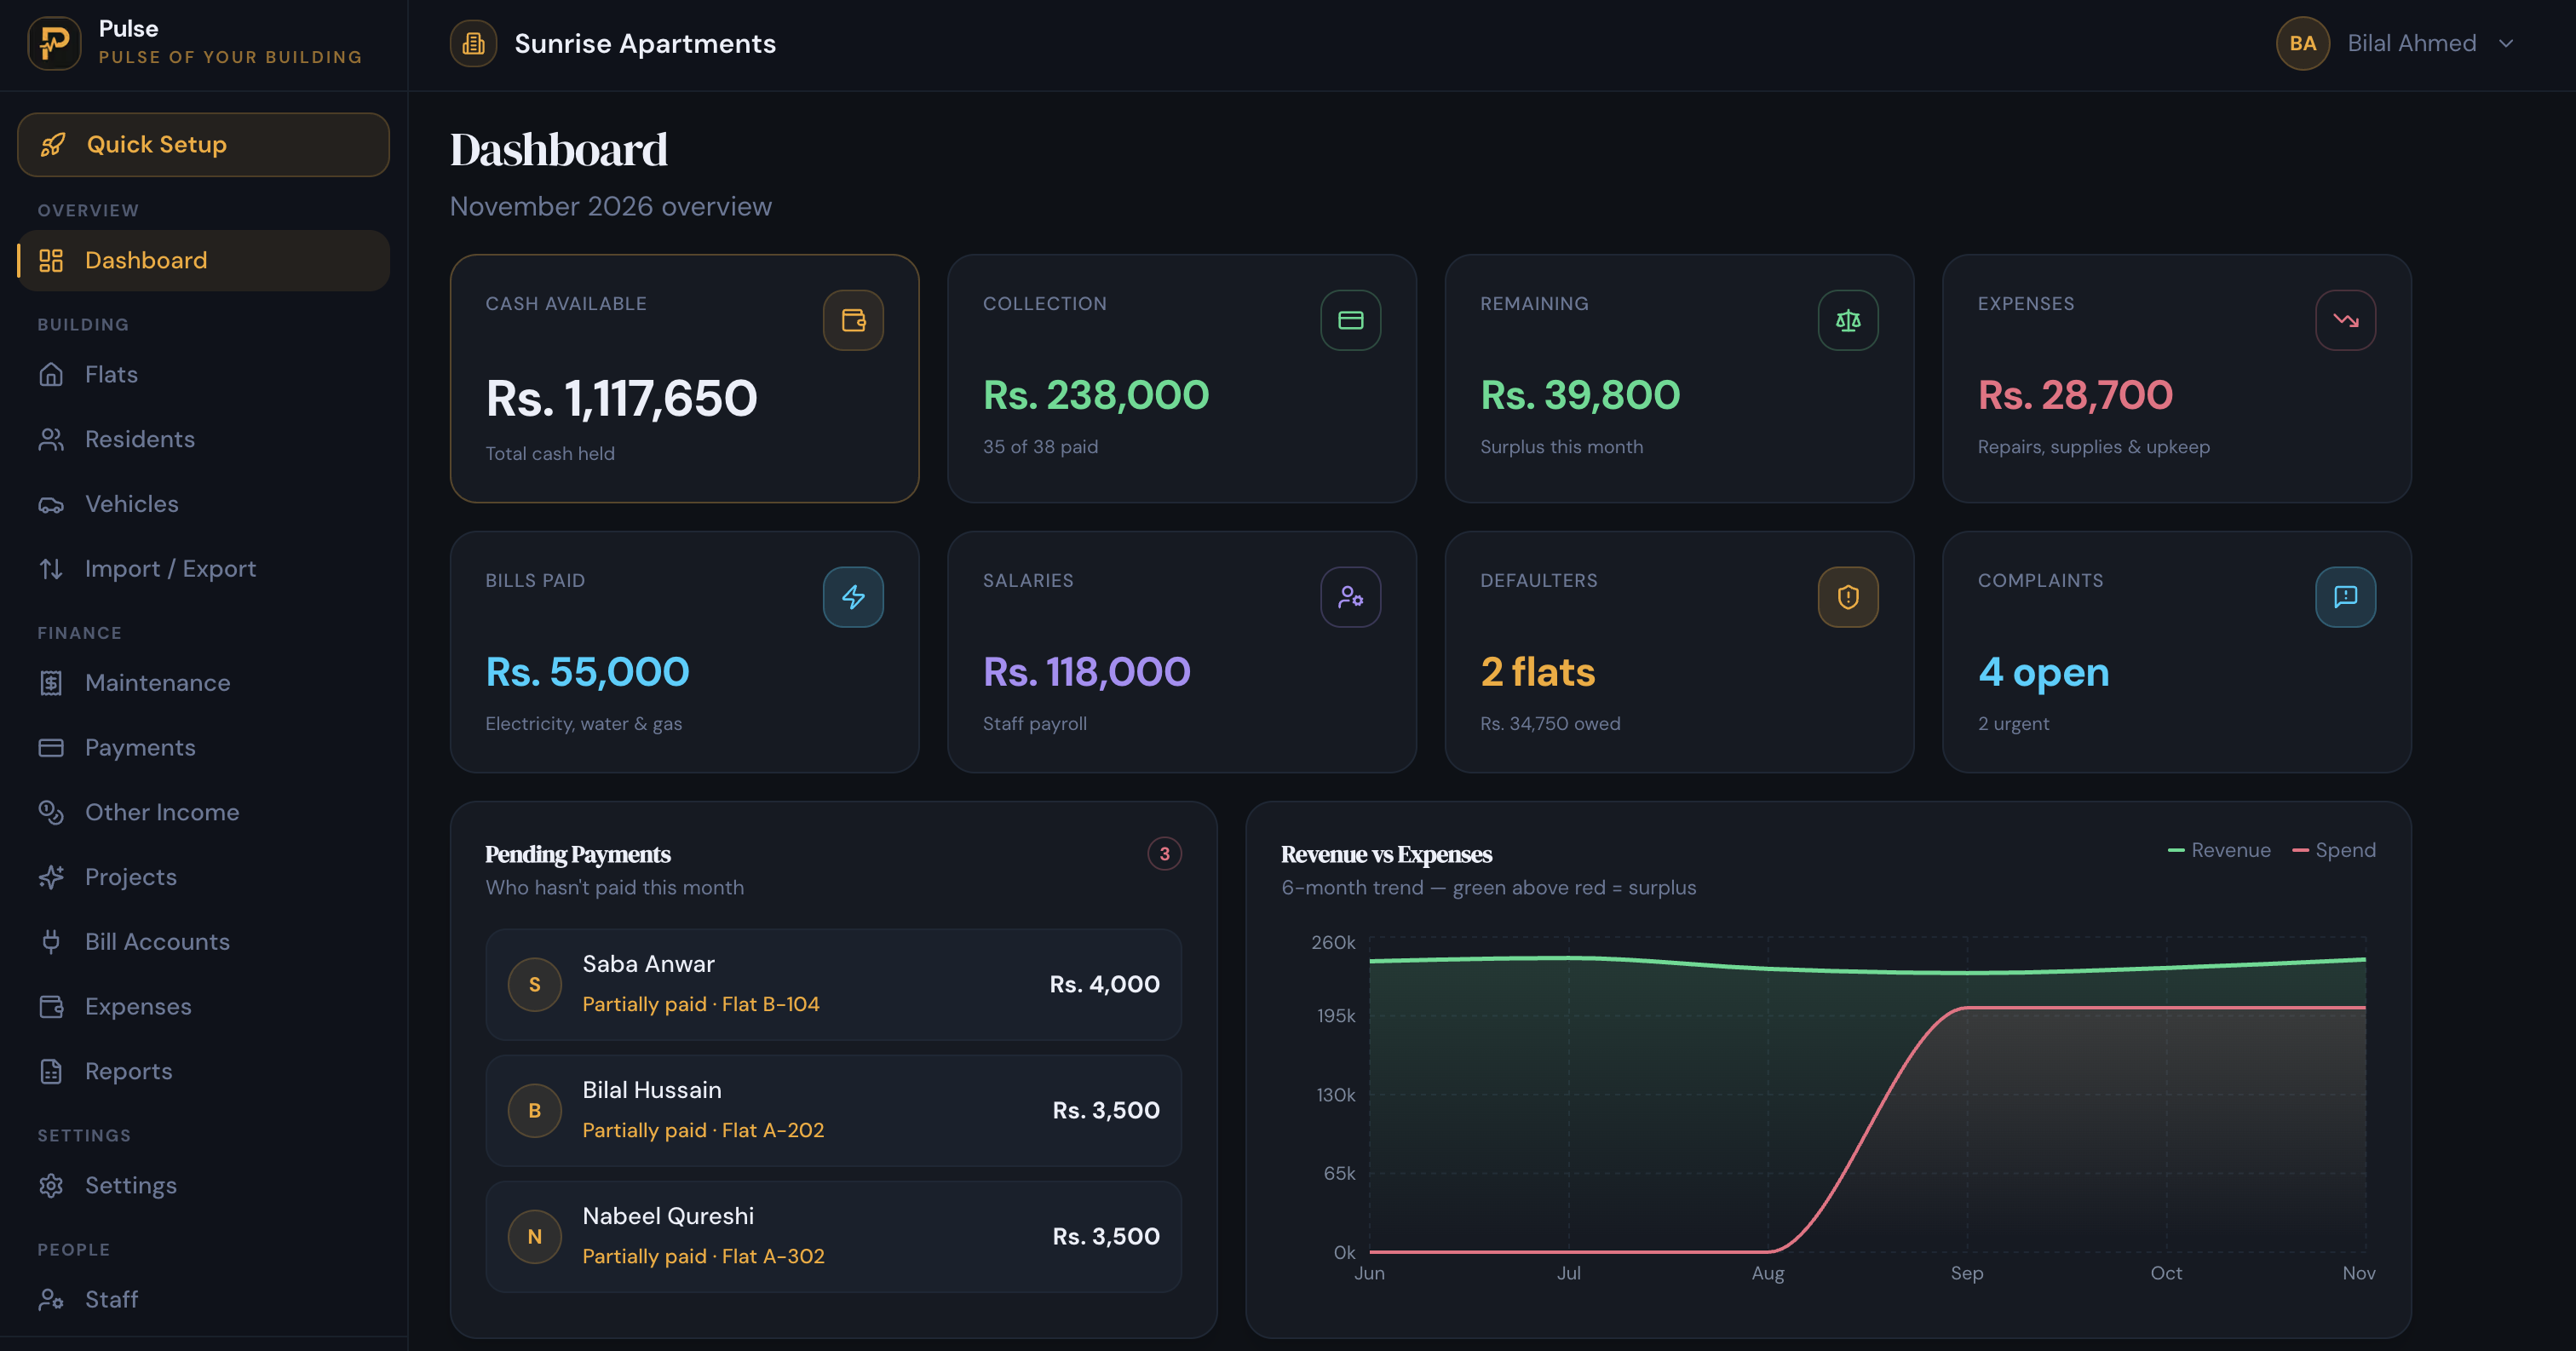 Pulse
PULSE OF YOUR BUILDING
Quick Setup
OVERVIEW
Dashboard
BUILDING
Flats
Residents
Vehicles
Import / Export
FINANCE
Maintenance
Payments
Other Income
Projects
Bill Accounts
Expenses
Reports
SETTINGS
Settings
PEOPLE
Staff
Sunrise Apartments
BA
Bilal Ahmed
Dashboard
November 2026 overview
CASH AVAILABLE
Rs. 1,117,650
Total cash held
COLLECTION
Rs. 238,000
35 of 38 paid
REMAINING
Rs. 39,800
Surplus this month
EXPENSES
Rs. 28,700
Repairs, supplies & upkeep
BILLS PAID
Rs. 55,000
Electricity, water & gas
SALARIES
Rs. 118,000
Staff payroll
DEFAULTERS
2 flats
Rs. 34,750 owed
COMPLAINTS
4 open
2 urgent
Pending Payments
3
Who hasn't paid this month
S
Saba Anwar
Partially paid · Flat B-104
Rs. 4,000
B
Bilal Hussain
Partially paid · Flat A-202
Rs. 3,500
N
Nabeel Qureshi
Partially paid · Flat A-302
Rs. 3,500
Revenue vs Expenses
6-month trend — green above red = surplus
Revenue
Spend
260k
195k
130k
65k
0k
Jun
Jul
Aug
Sep
Oct
Nov